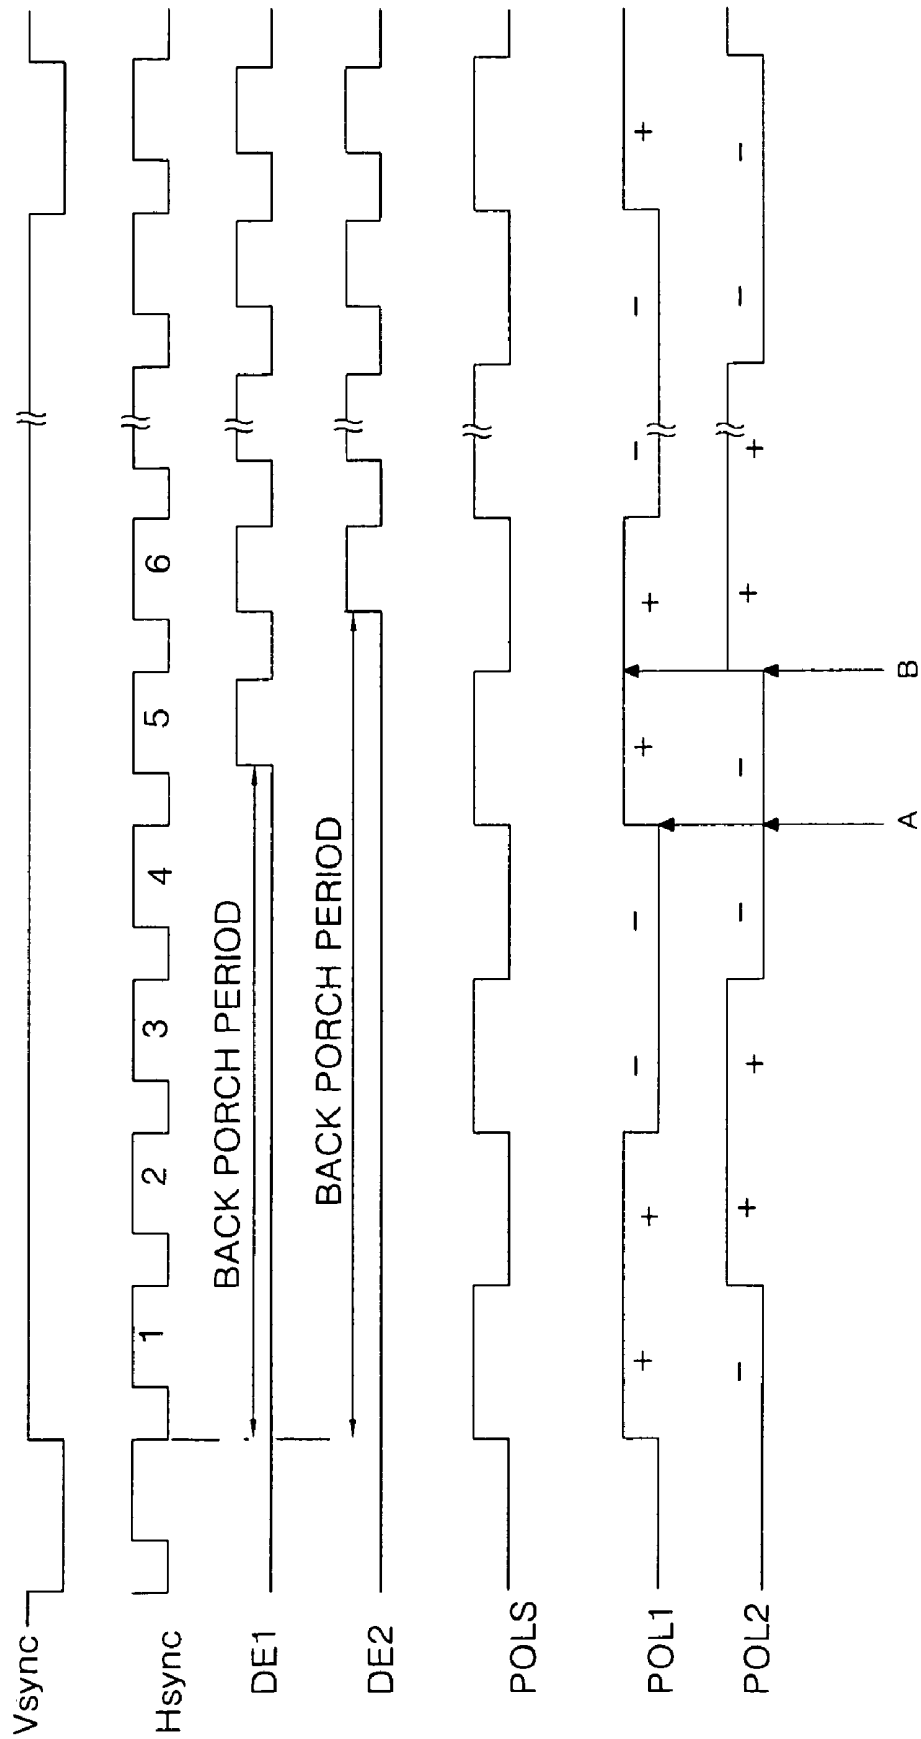 Vsync
Hsync
1
2
3
4
5
6
DE1
BACK PORCH PERIOD
DE2
BACK PORCH PERIOD
POLS
POL1
+
+
−
−
+
+
−
−
+
POL2
−
+
+
−
−
+
+
−
−
A
B